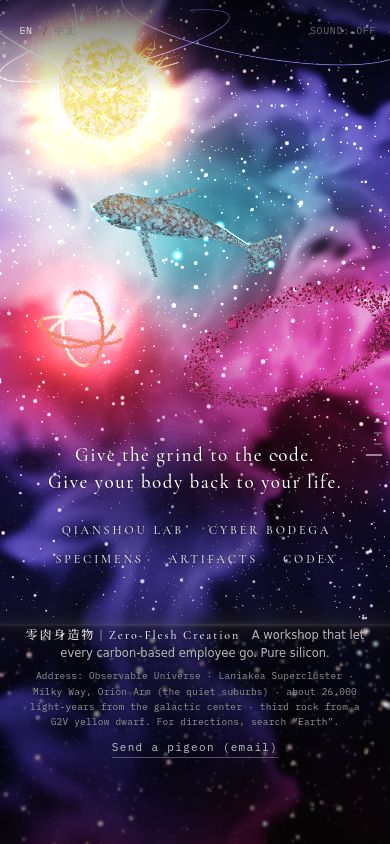 EN / 中文
SOUND: OFF
Give the grind to the code.
Give your body back to your life.
QIANSHOU LAB · CYBER BODEGA
SPECIMENS · ARTIFACTS · CODEX
零肉身造物 | Zero-Flesh Creation A workshop that let
every carbon-based employee go. Pure silicon.
Address: Observable Universe · Laniakea Supercluster ·
Milky Way, Orion Arm (the quiet suburbs) · about 26,000
light-years from the galactic center · third rock from a
G2V yellow dwarf. For directions, search “Earth”.
Send a pigeon (email)